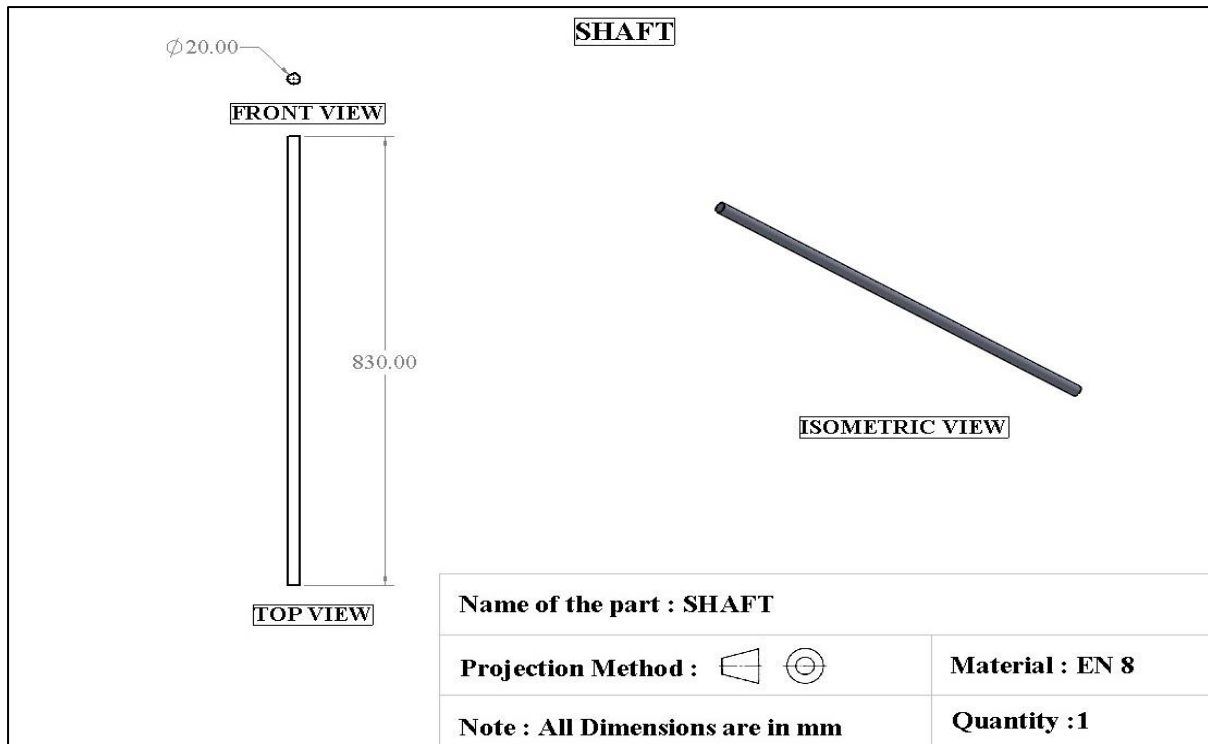 SHAFT
⌀20.00
FRONT VIEW
830.00
ISOMETRIC VIEW
TOP VIEW
Name of the part : SHAFT
Projection Method :
Material : EN 8
Note : All Dimensions are in mm
Quantity :1